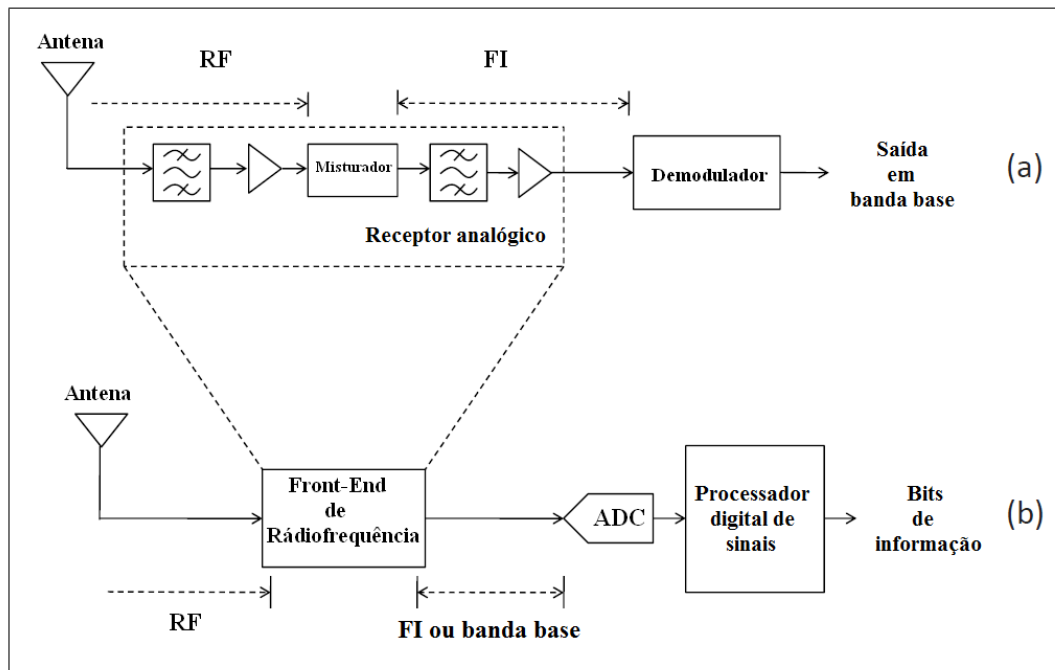 Antena
RF
FI
Misturador
Demodulador
Saída
em
banda base
(a)
Receptor analógico
Antena
Front-End
de
Rádiofrequência
ADC
Processador
digital de
sinais
Bits
de
informação
(b)
RF
FI ou banda base